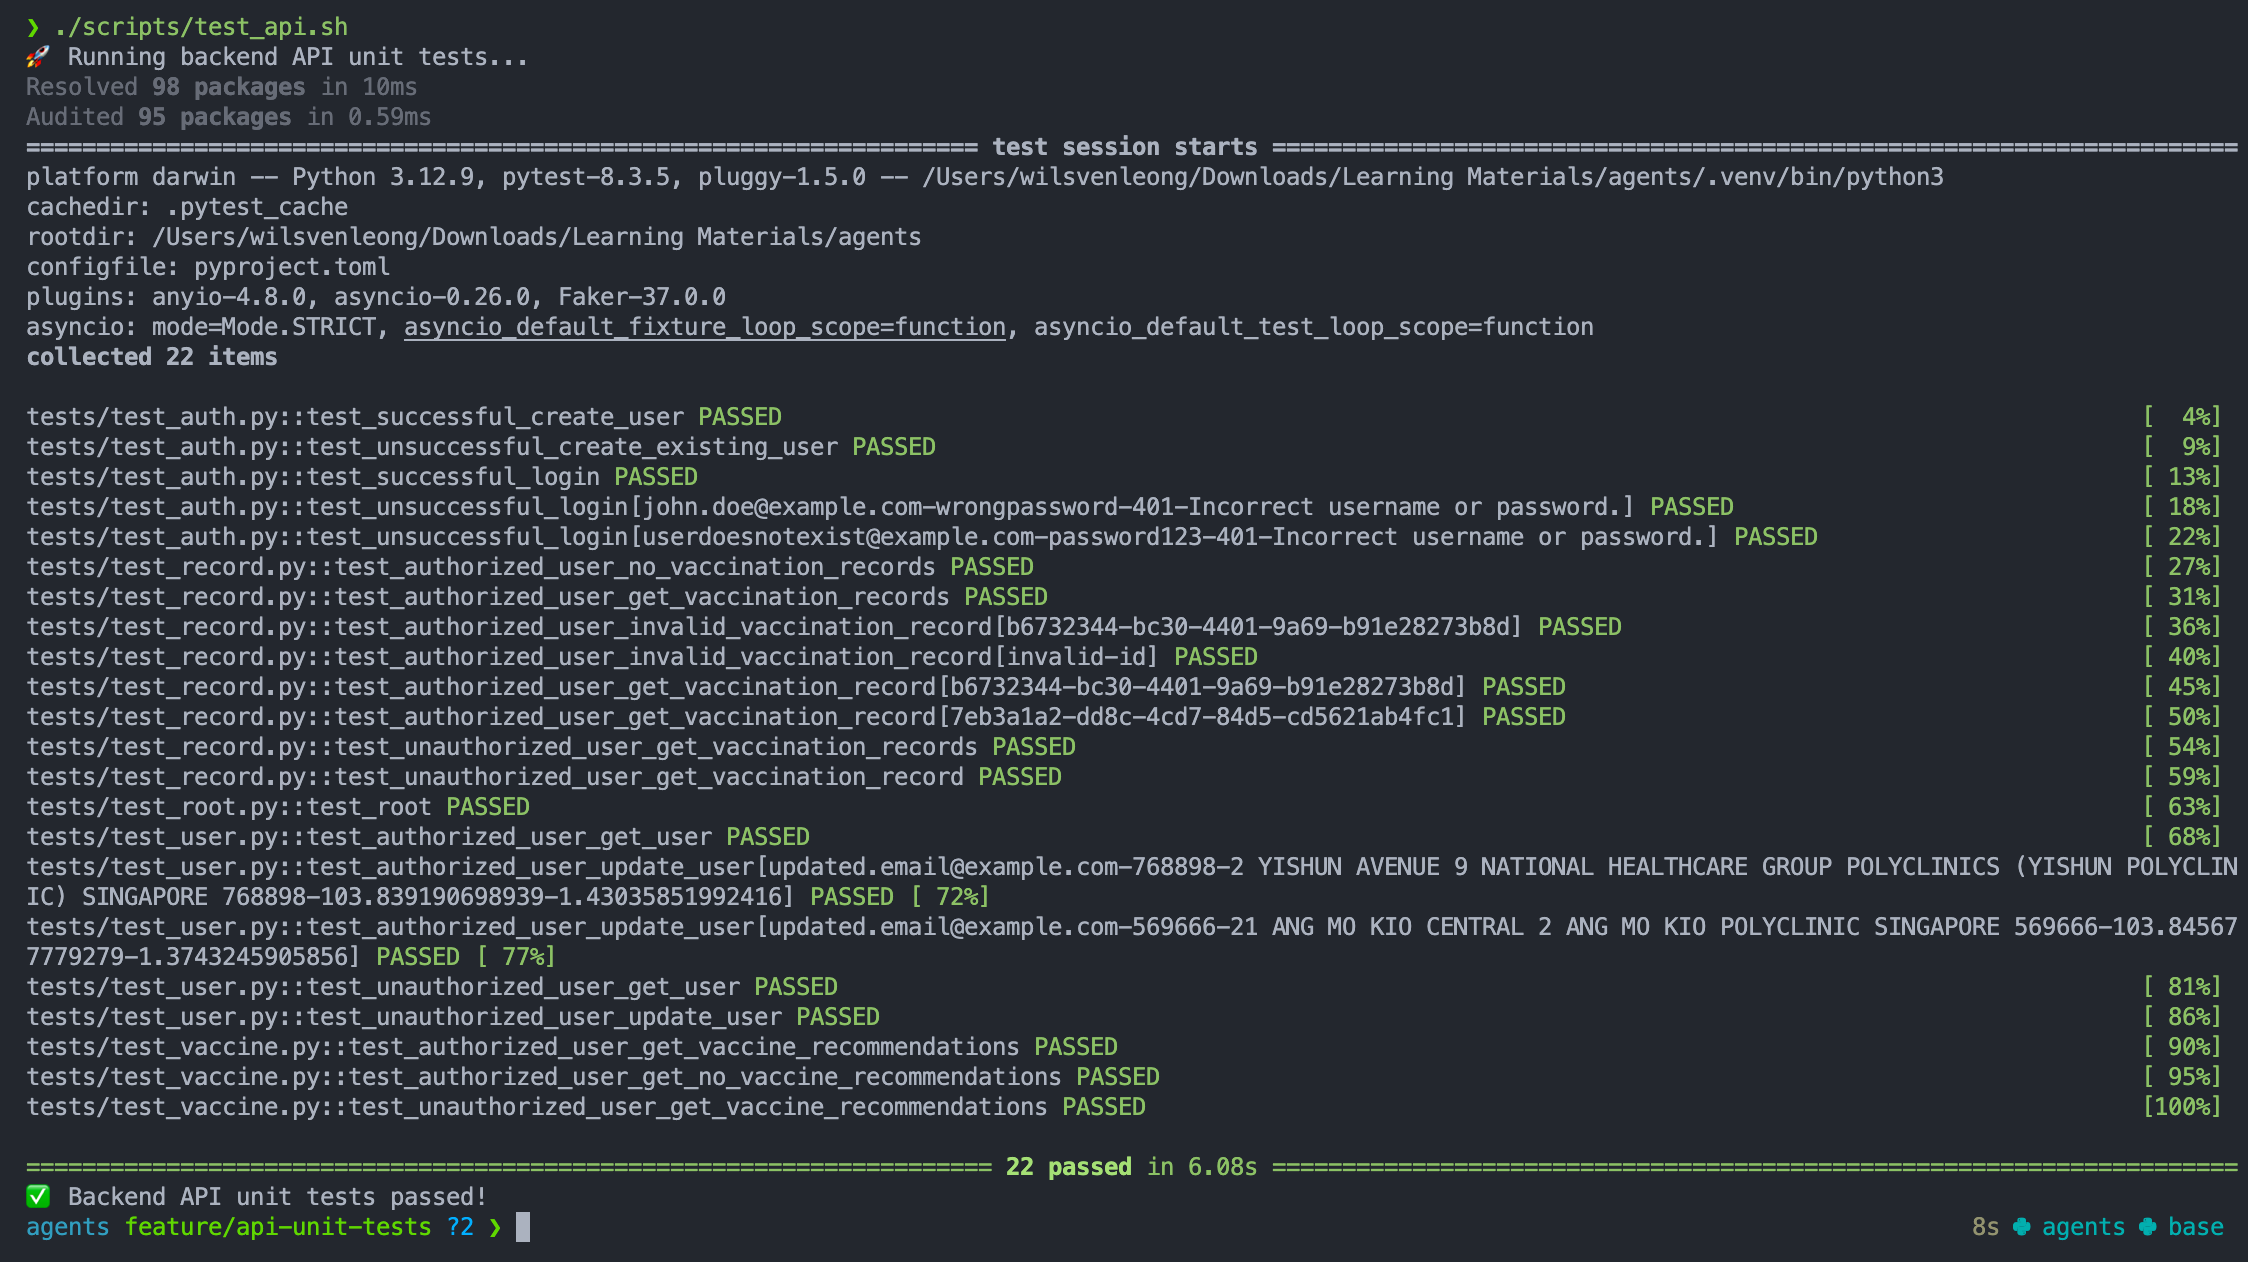 ❯ ./scripts/test_api.sh
🚀 Running backend API unit tests...
Resolved 98 packages in 10ms
Audited 95 packages in 0.59ms
==================================================================== test session starts =====================================================================
platform darwin -- Python 3.12.9, pytest-8.3.5, pluggy-1.5.0 -- /Users/wilsvenleong/Downloads/Learning Materials/agents/.venv/bin/python3
cachedir: .pytest_cache
rootdir: /Users/wilsvenleong/Downloads/Learning Materials/agents
configfile: pyproject.toml
plugins: anyio-4.8.0, asyncio-0.26.0, Faker-37.0.0
asyncio: mode=Mode.STRICT, asyncio_default_fixture_loop_scope=function, asyncio_default_test_loop_scope=function
collected 22 items
tests/test_auth.py::test_successful_create_user PASSED [  4%]
tests/test_auth.py::test_unsuccessful_create_existing_user PASSED [  9%]
tests/test_auth.py::test_successful_login PASSED [ 13%]
tests/test_auth.py::test_unsuccessful_login[john.doe@example.com-wrongpassword-401-Incorrect username or password.] PASSED [ 18%]
tests/test_auth.py::test_unsuccessful_login[userdoesnotexist@example.com-password123-401-Incorrect username or password.] PASSED [ 22%]
tests/test_record.py::test_authorized_user_no_vaccination_records PASSED [ 27%]
tests/test_record.py::test_authorized_user_get_vaccination_records PASSED [ 31%]
tests/test_record.py::test_authorized_user_invalid_vaccination_record[b6732344-bc30-4401-9a69-b91e28273b8d] PASSED [ 36%]
tests/test_record.py::test_authorized_user_invalid_vaccination_record[invalid-id] PASSED [ 40%]
tests/test_record.py::test_authorized_user_get_vaccination_record[b6732344-bc30-4401-9a69-b91e28273b8d] PASSED [ 45%]
tests/test_record.py::test_authorized_user_get_vaccination_record[7eb3a1a2-dd8c-4cd7-84d5-cd5621ab4fc1] PASSED [ 50%]
tests/test_record.py::test_unauthorized_user_get_vaccination_records PASSED [ 54%]
tests/test_record.py::test_unauthorized_user_get_vaccination_record PASSED [ 59%]
tests/test_root.py::test_root PASSED [ 63%]
tests/test_user.py::test_authorized_user_get_user PASSED [ 68%]
tests/test_user.py::test_authorized_user_update_user[updated.email@example.com-768898-2 YISHUN AVENUE 9 NATIONAL HEALTHCARE GROUP POLYCLINICS (YISHUN POLYCLIN
IC) SINGAPORE 768898-103.839190698939-1.43035851992416] PASSED [ 72%]
tests/test_user.py::test_authorized_user_update_user[updated.email@example.com-569666-21 ANG MO KIO CENTRAL 2 ANG MO KIO POLYCLINIC SINGAPORE 569666-103.84567
7779279-1.3743245905856] PASSED [ 77%]
tests/test_user.py::test_unauthorized_user_get_user PASSED [ 81%]
tests/test_user.py::test_unauthorized_user_update_user PASSED [ 86%]
tests/test_vaccine.py::test_authorized_user_get_vaccine_recommendations PASSED [ 90%]
tests/test_vaccine.py::test_authorized_user_get_no_vaccine_recommendations PASSED [ 95%]
tests/test_vaccine.py::test_unauthorized_user_get_vaccine_recommendations PASSED [100%]
===================================================================== 22 passed in 6.08s =====================================================================
✅ Backend API unit tests passed!
agents feature/api-unit-tests ?2 ❯ 8s agents base